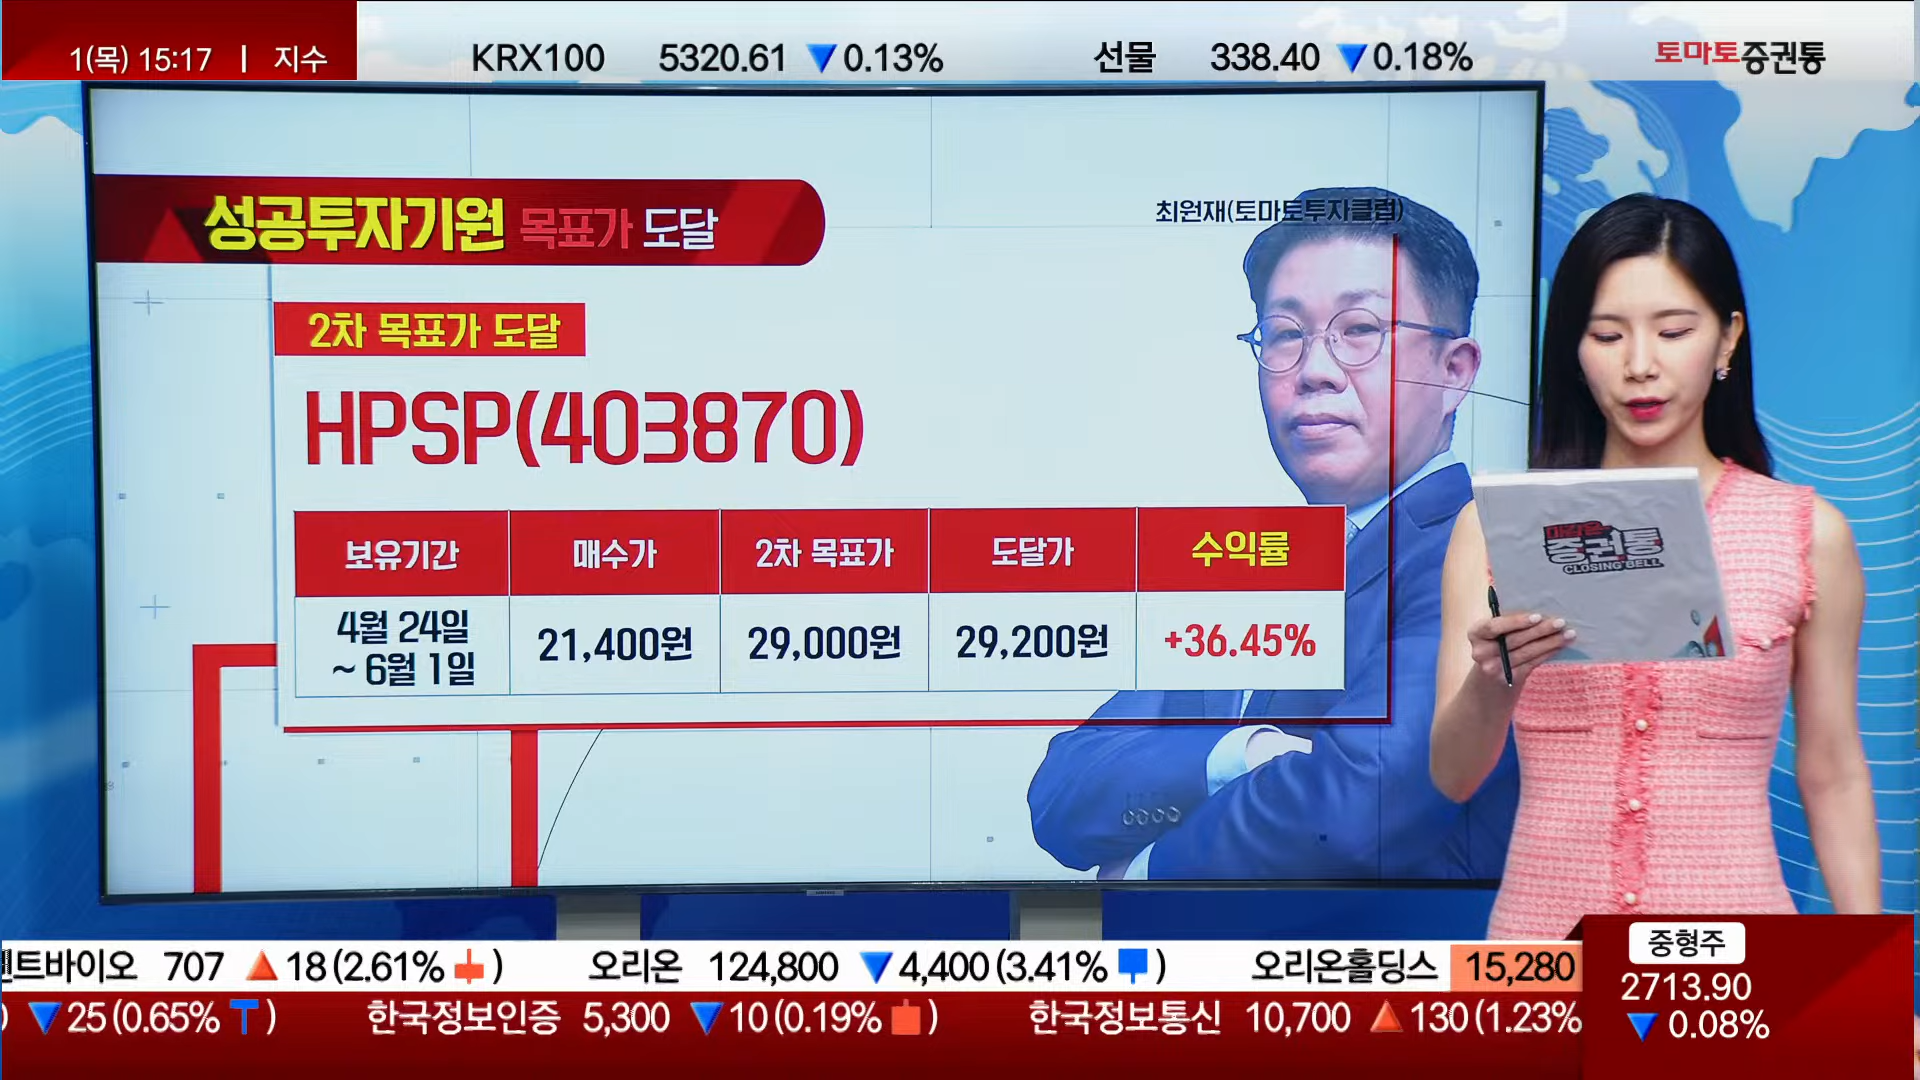 1(목) 15:17 | 지수
KRX100 5320.61 ▼0.13% 선물 338.40 ▼0.18%
토마토증권통
성공투자기원 목표가 도달
최원재(토마토투자클럽)
2차 목표가 도달
HPSP(403870)
보유기간 매수가 2차 목표가 도달가 수익률
4월 24일
~ 6월 1일
21,400원 29,000원 29,200원 +36.45%
마감은
증권통
CLOSING BELL
SAMSUNG
트바이오 707 ▲18(2.61% ) 오리온 124,800 ▼4,400(3.41% ) 오리온홀딩스 15,280
▼25(0.65% ) 한국정보인증 5,300 ▼10(0.19% ) 한국정보통신 10,700 ▲130(1.23%
중형주
2713.90
▼0.08%